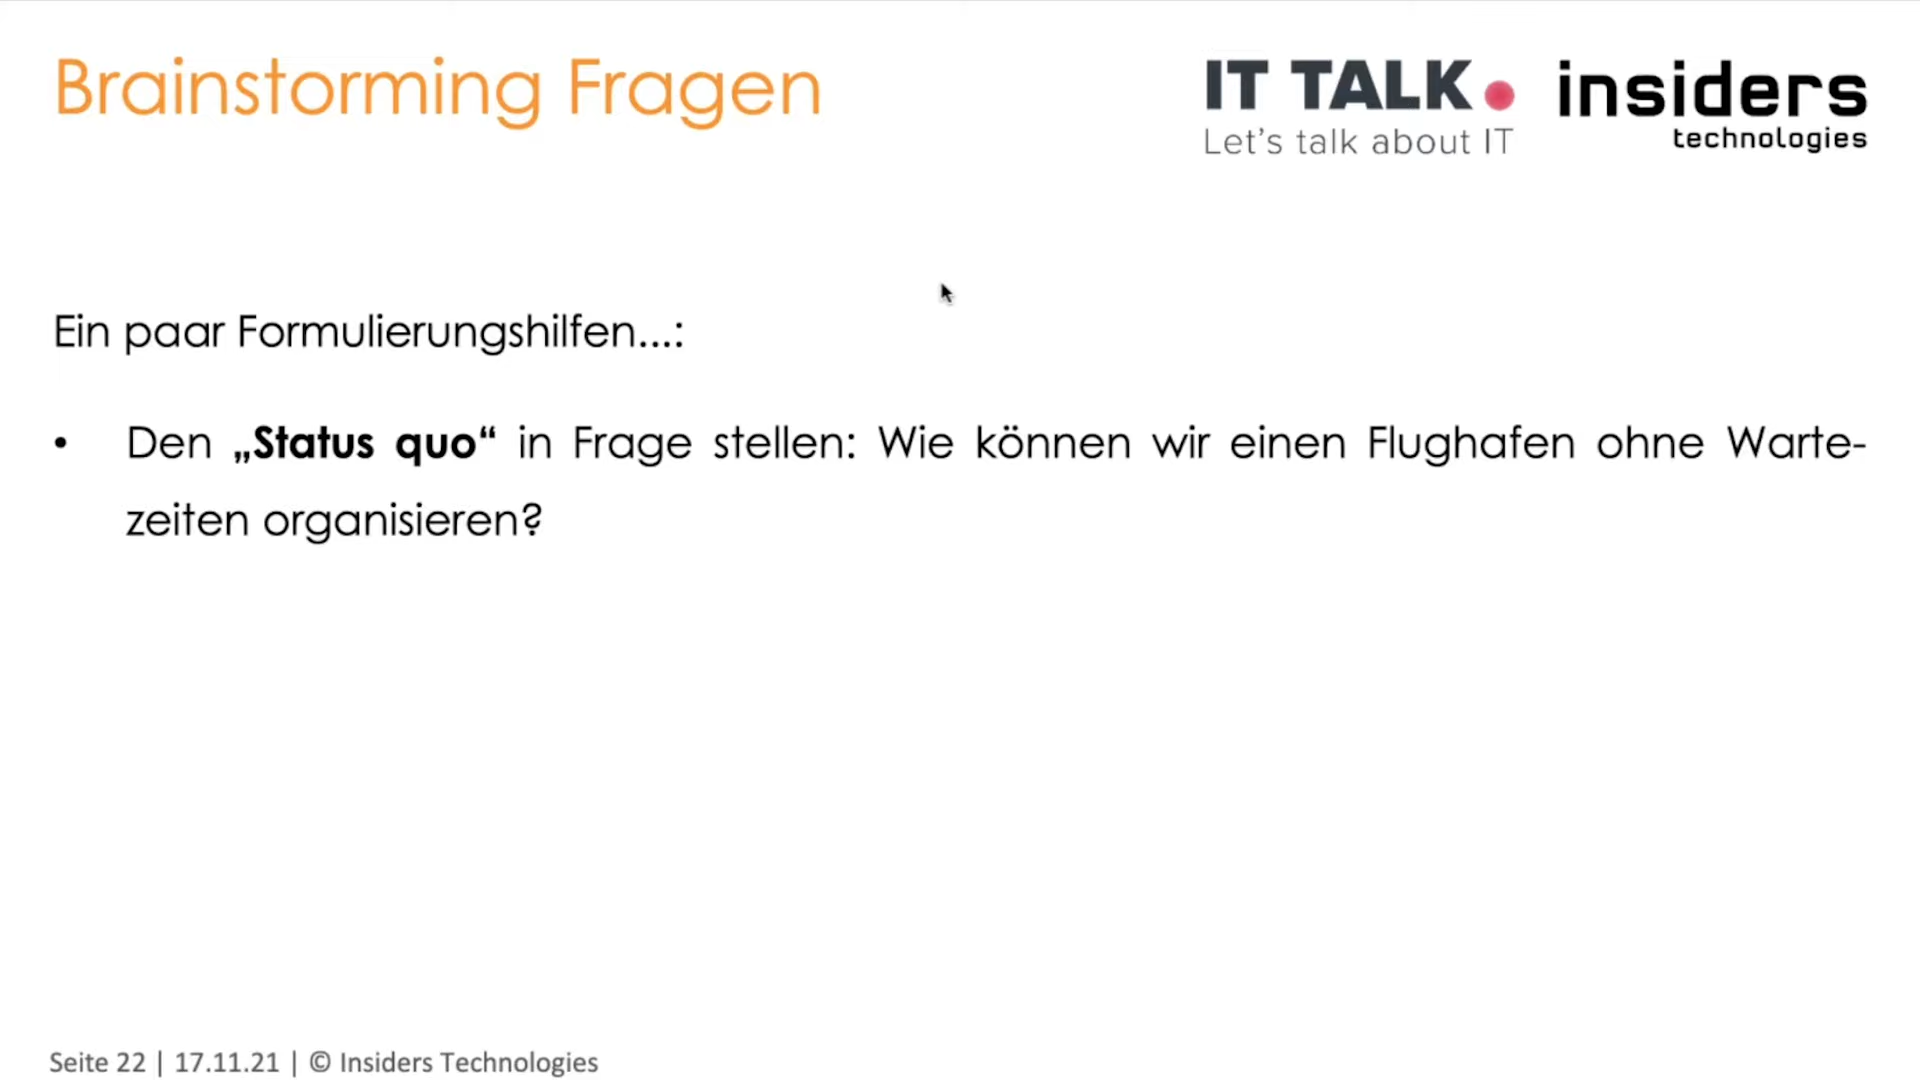 Brainstorming Fragen
IT TALK
Let's talk about IT
insiders
technologies
Ein paar Formulierungshilfen...:
• Den „Status quo“ in Frage stellen: Wie können wir einen Flughafen ohne Warte-
zeiten organisieren?
Seite 22 | 17.11.21 | © Insiders Technologies